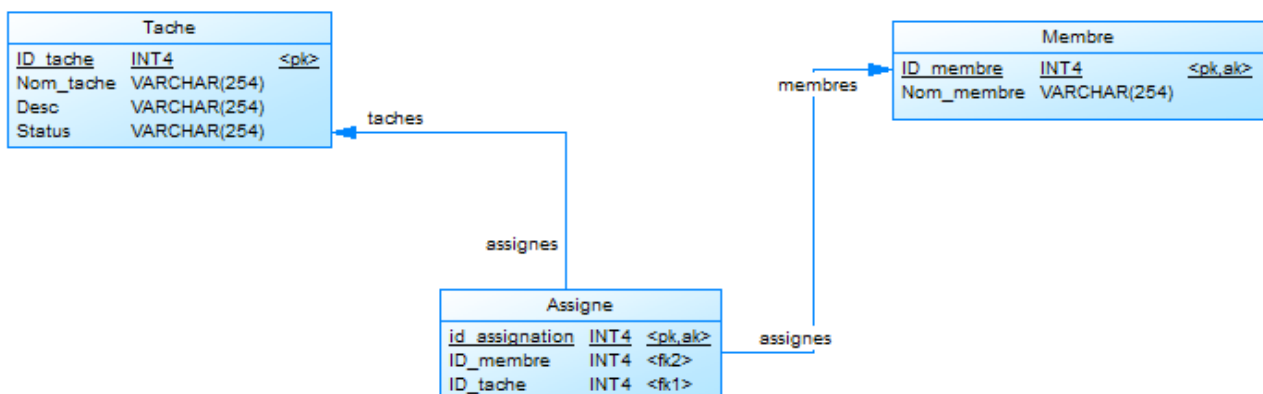 Tache
ID_tache INT4 <pk>
Nom_tache VARCHAR(254)
Desc VARCHAR(254)
Status VARCHAR(254)
Membre
ID_membre INT4 <pk,ak>
Nom_membre VARCHAR(254)
membres
taches
assignes
assignes
Assigne
id_assignation INT4 <pk,ak>
ID_membre INT4 <fk2>
ID_tache INT4 <fk1>